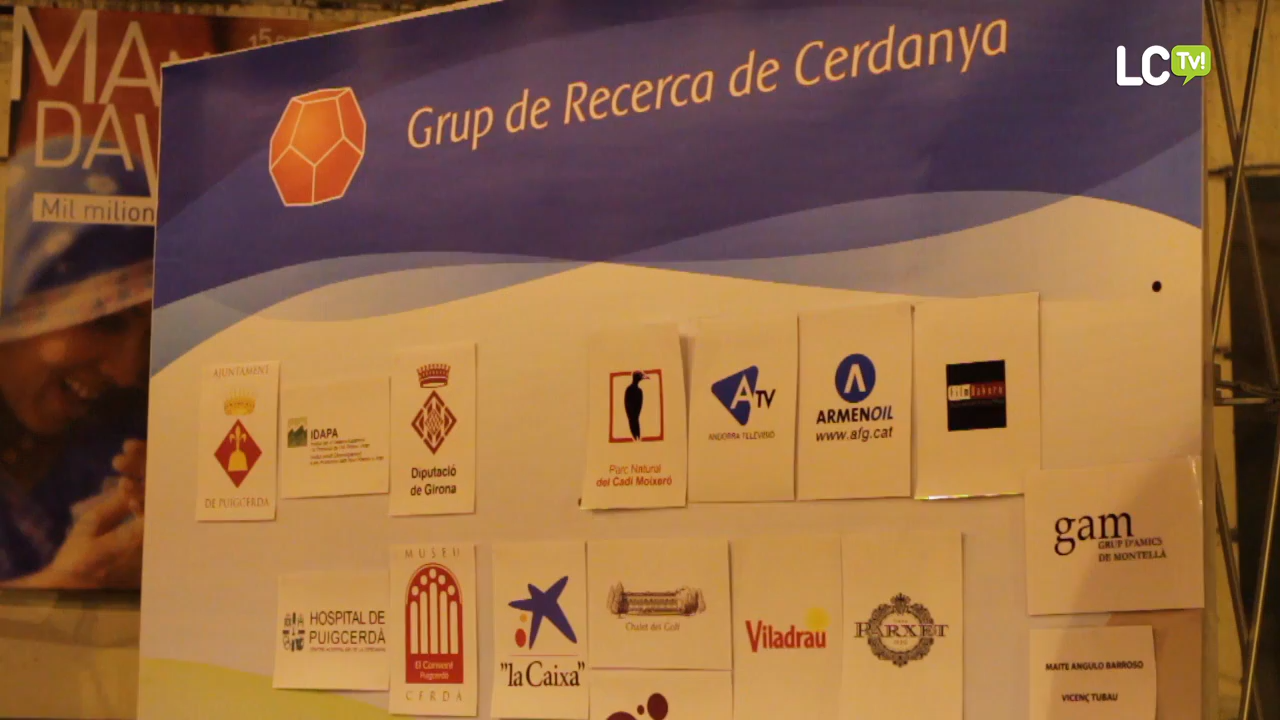 MA
DAV
Mil milion
Grup de Recerca de Cerdanya
LC Tv!
AJUNTAMENT
DE PUIGCERDÀ
IDAPA
Diputació
de Girona
Parc Natural
del Cadí Moixeró
ATV
ANDORRA TELEVISIÓ
ARMENOIL
www.afg.cat
gam
GRUP D'AMICS
DE MONTELLÀ
HOSPITAL DE
PUIGCERDÀ
MUSEU
El Convent
Puigcerdà
CERDÀ
"la Caixa"
Chalet del Golf
Viladrau
PARXET
MAITE ANGULO BARROSO
VICENÇ TUBAU